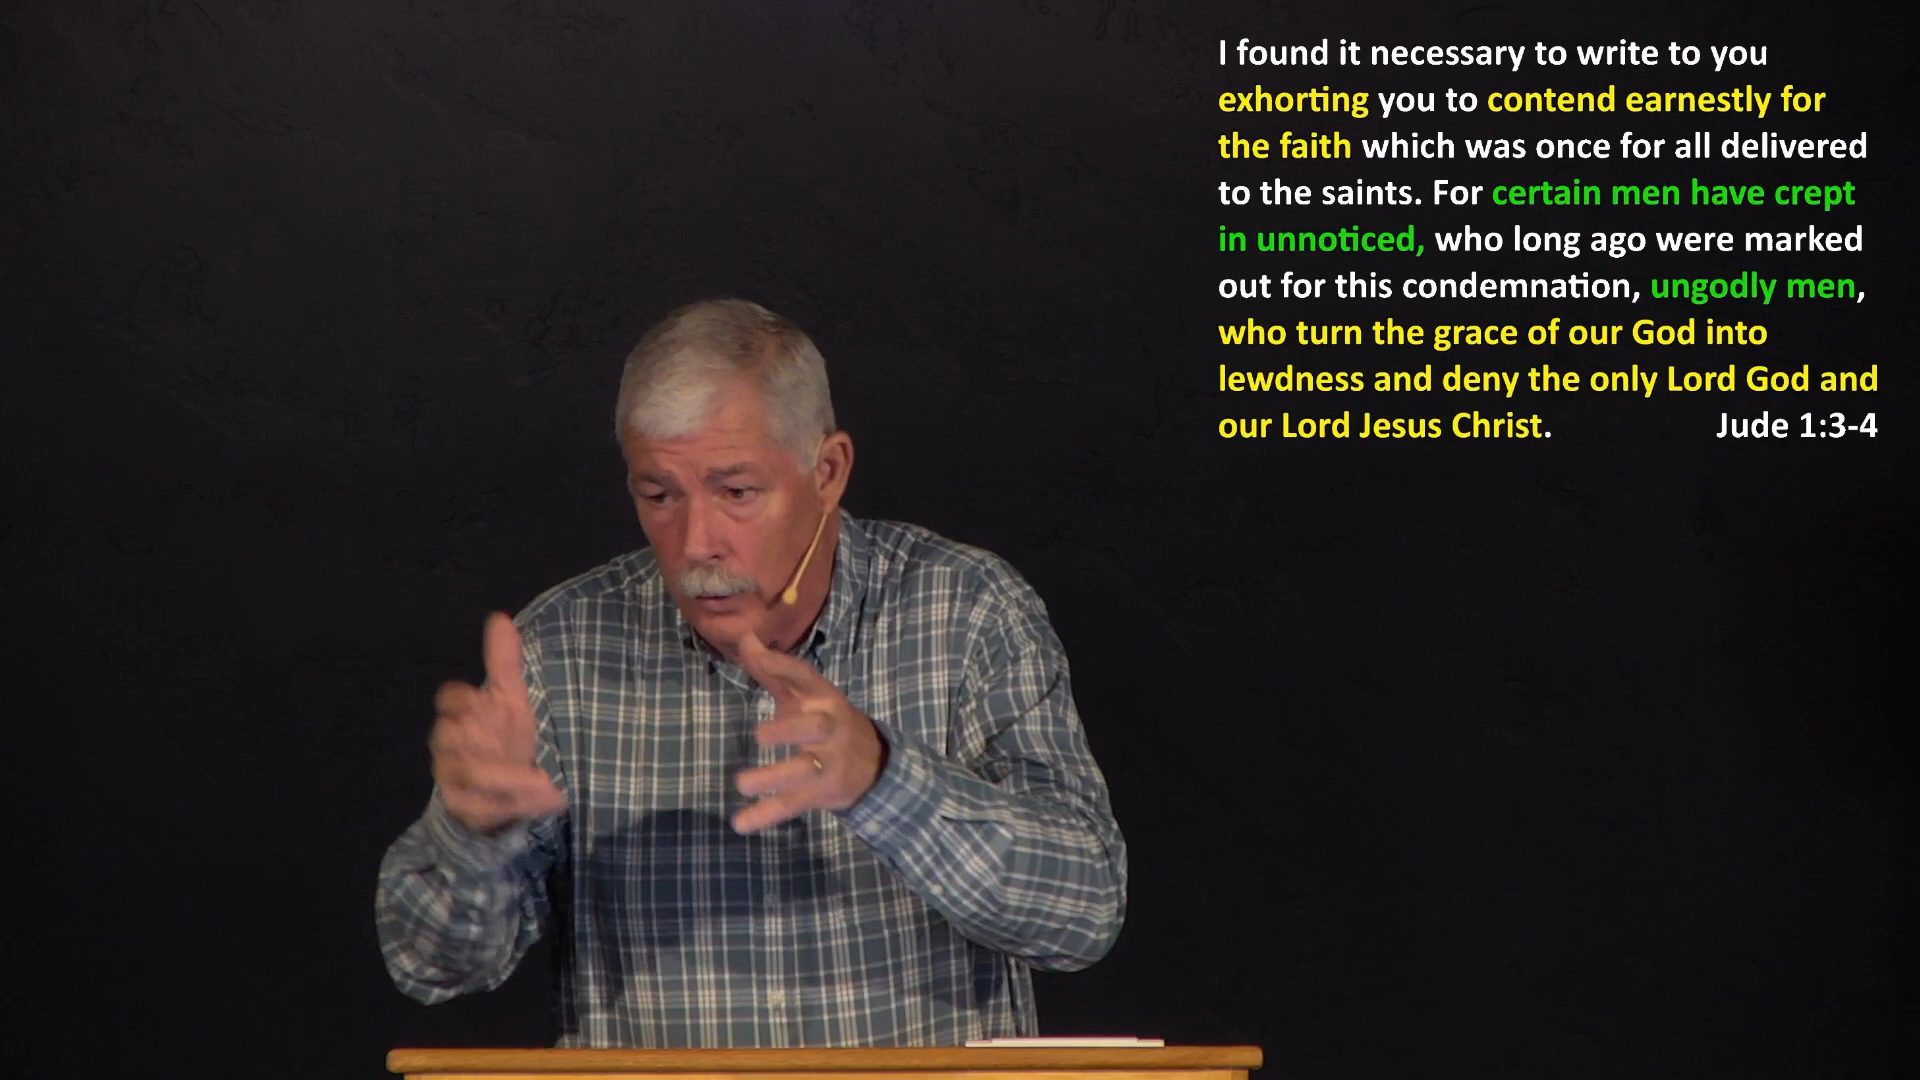 I found it necessary to write to you
exhorting you to contend earnestly for
the faith which was once for all delivered
to the saints. For certain men have crept
in unnoticed, who long ago were marked
out for this condemnation, ungodly men,
who turn the grace of our God into
lewdness and deny the only Lord God and
our Lord Jesus Christ. Jude 1:3-4